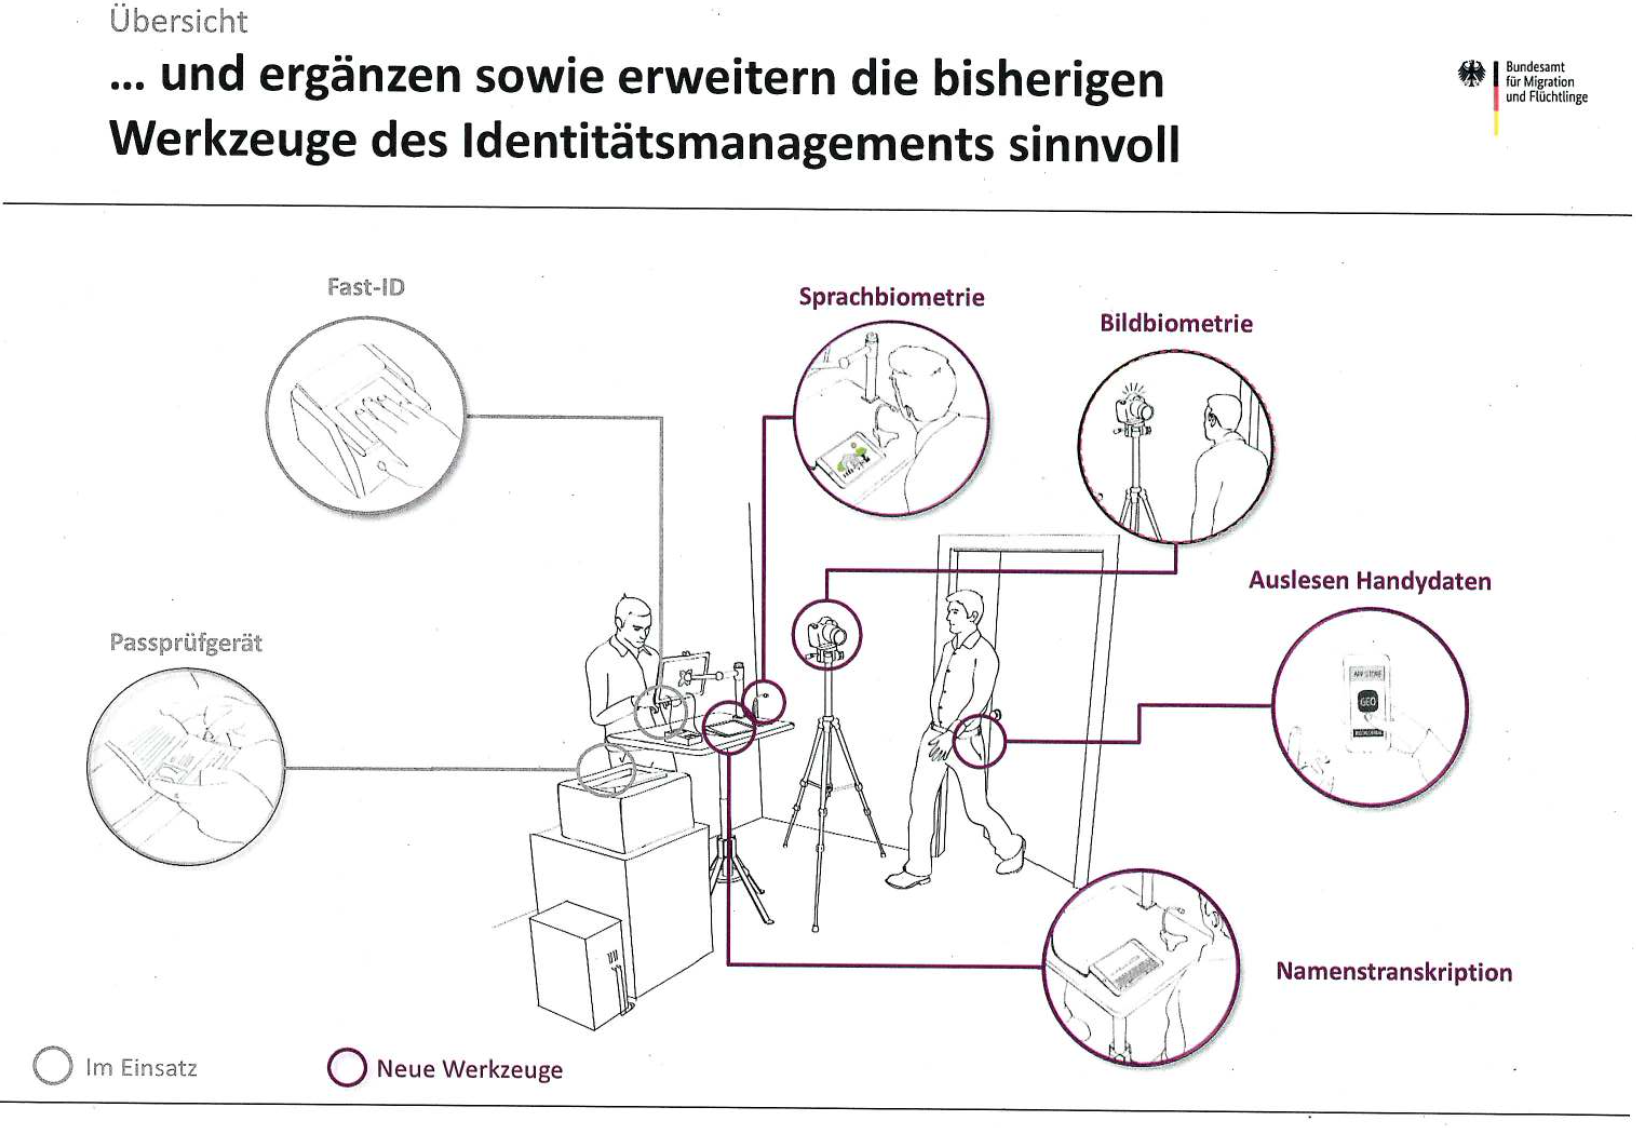 Übersicht
... und ergänzen sowie erweitern die bisherigen
Werkzeuge des Identitätsmanagements sinnvoll
Bundesamt
für Migration
und Flüchtlinge
Fast-ID
Sprachbiometrie
Bildbiometrie
Auslesen Handydaten
APP STORE
GEO
Passprüfgerät
Namenstranskription
Im Einsatz
Neue Werkzeuge